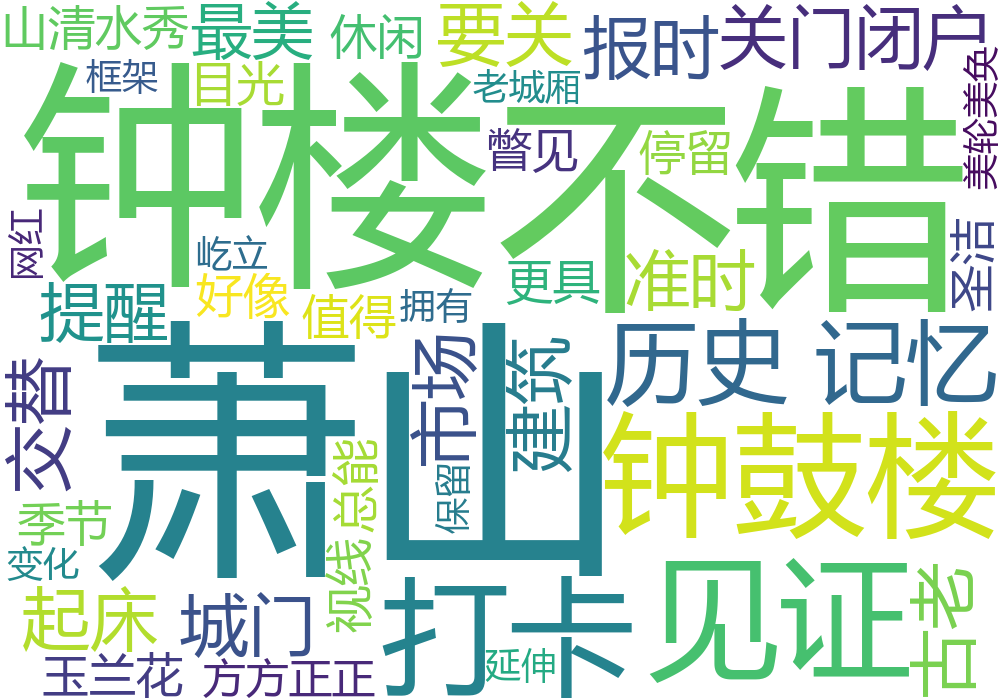 山清水秀
最美
休闲
要关
报时
关门闭户
框架
目光
老城厢
钟楼
不错
瞥见
停留
美轮美奂
网红
屹立
圣洁
更具
准时
提醒
好像
值得
拥有
萧山
市场
建筑
历史
记忆
交替
钟鼓楼
总能
保留
季节
变化
视线
打卡
见证
古老
起床
城门
玉兰花
方方正正
延伸